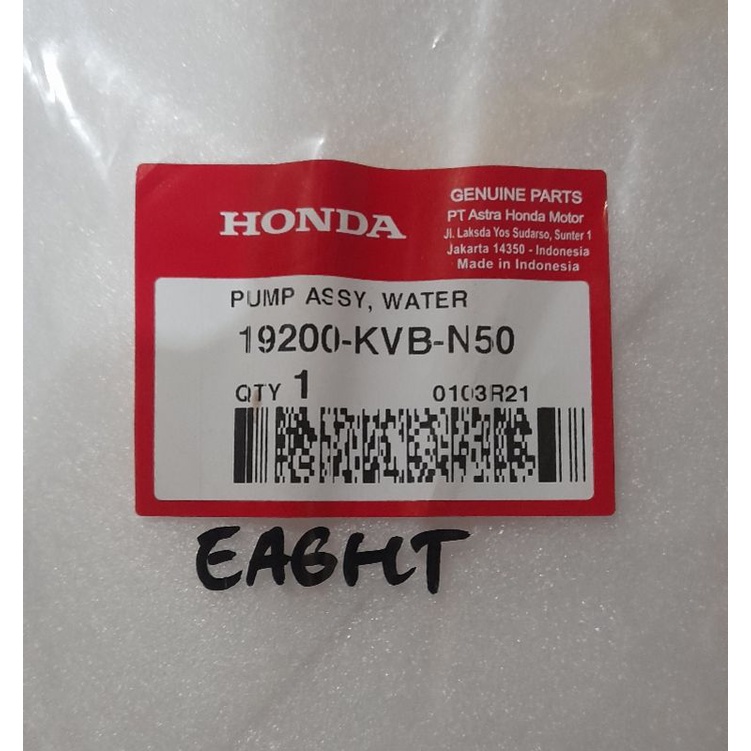 HONDA
GENUINE PARTS
PT Astra Honda Motor
Jl. Laksda Yos Sudarso, Sunter 1
Jakarta 14350 - Indonesia
Made in Indonesia
PUMP ASSY, WATER
19200-KVB-N50
QTY 1 0103R21
EAGHT